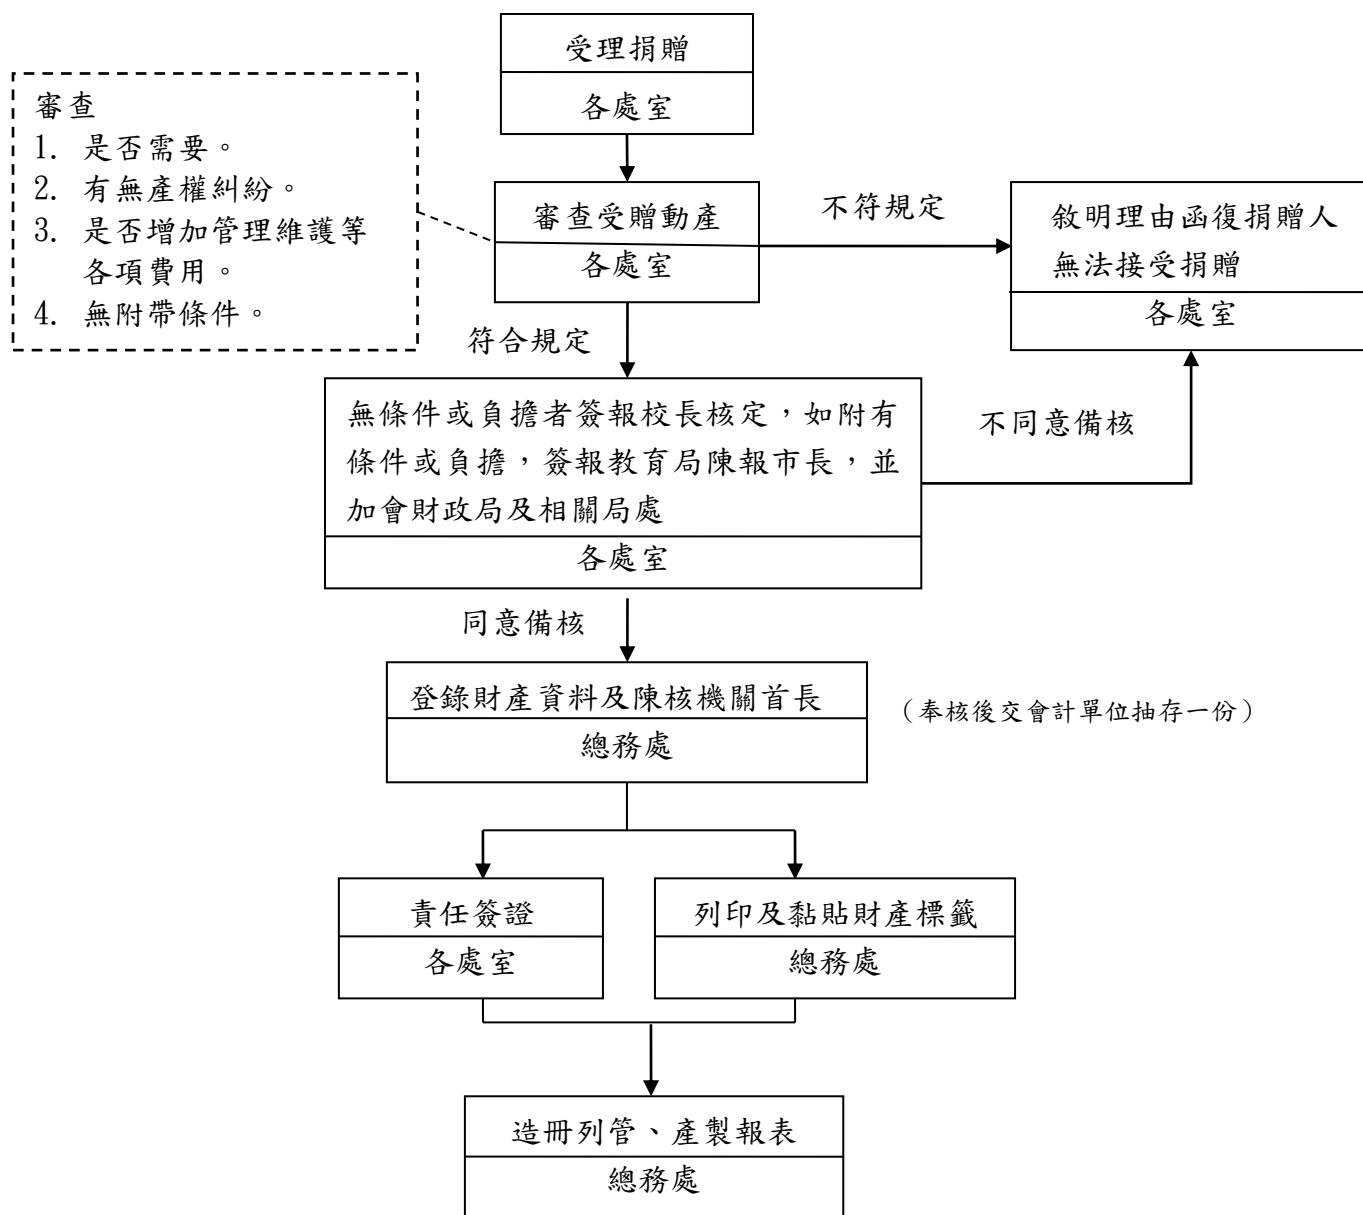 受理捐贈
各處室
審查
1. 是否需要。
2. 有無產權糾紛。
3. 是否增加管理維護等
各項費用。
4. 無附帶條件。
審查受贈動產
各處室
不符規定
敘明理由函復捐贈人
無法接受捐贈
各處室
符合規定
無條件或負擔者簽報校長核定，如附有
條件或負擔，簽報教育局陳報市長，並
加會財政局及相關局處
各處室
不同意備核
同意備核
登錄財產資料及陳核機關首長
總務處
（奉核後交會計單位抽存一份）
責任簽證
各處室
列印及黏貼財產標籤
總務處
造冊列管、產製報表
總務處